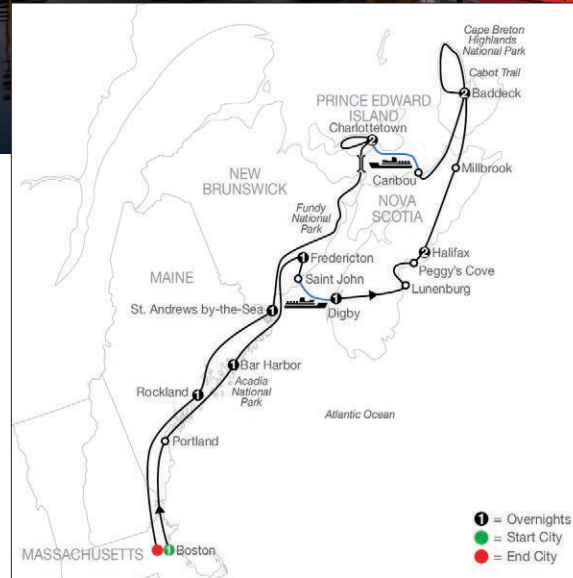 Cape Breton
Highlands
National Park
Cabot Trail
2 Baddeck
PRINCE EDWARD
ISLAND
Charlottetown
2
Caribou
Millbrook
NEW
BRUNSWICK
NOVA
SCOTIA
Fundy
National
Park
1 Fredericton
2 Halifax
Saint John
Peggy's Cove
MAINE
Lunenburg
St. Andrews by-the-Sea 1
1
Digby
1 Bar Harbor
Acadia
National
Park
Rockland 1
Atlantic Ocean
Portland
1 = Overnights
= Start City
= End City
MASSACHUSETTS
1 Boston